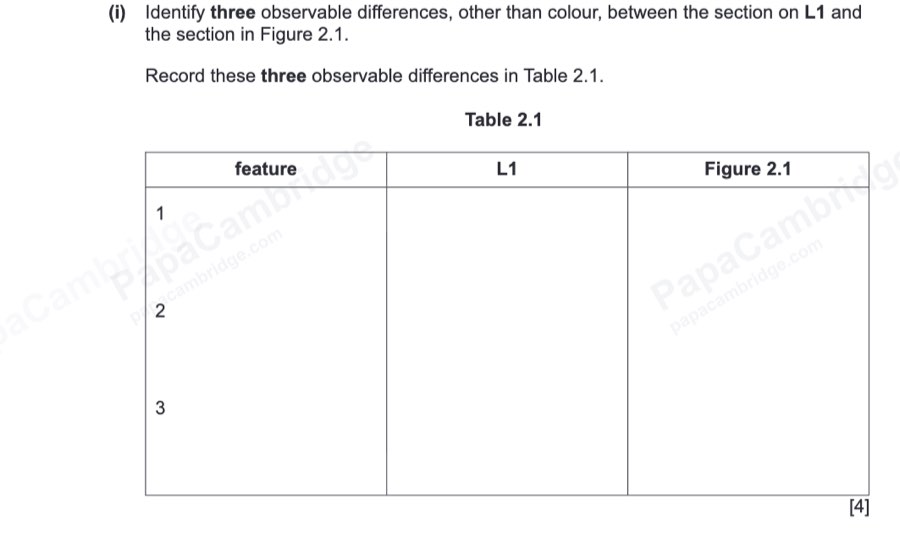 (i) Identify three observable differences, other than colour, between the section on L1 and
the section in Figure 2.1.
Record these three observable differences in Table 2.1.
Table 2.1
feature L1 Figure 2.1
1
2
3
[4]
PapaCambridge
papacambridge.com
PapaCambridge
papacambridge.com